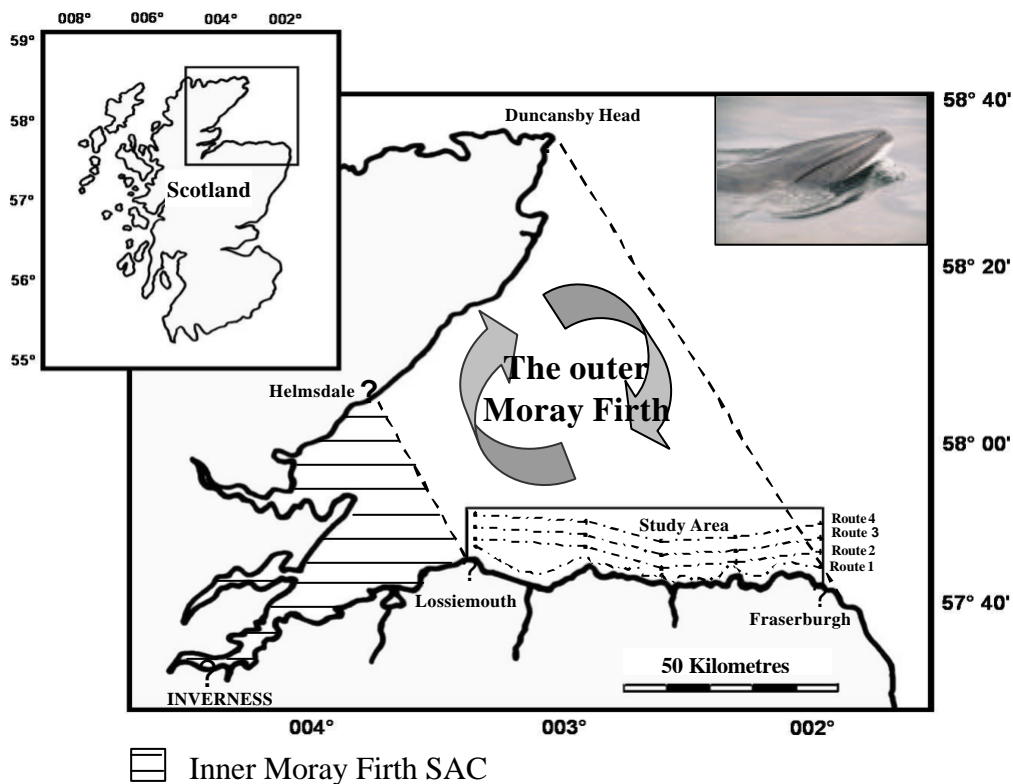 008°
006°
004°
002°
59°
58°
57°
56°
55°
Scotland
Duncansby Head
58° 40'
58° 20'
58° 00'
57° 40'
The outer
Moray Firth
Helmsdale ?
Study Area
Route 4
Route 3
Route 2
Route 1
?
Lossiemouth
?
Fraserburgh
50 Kilometres
?
INVERNESS
004°
003°
002°
Inner Moray Firth SAC